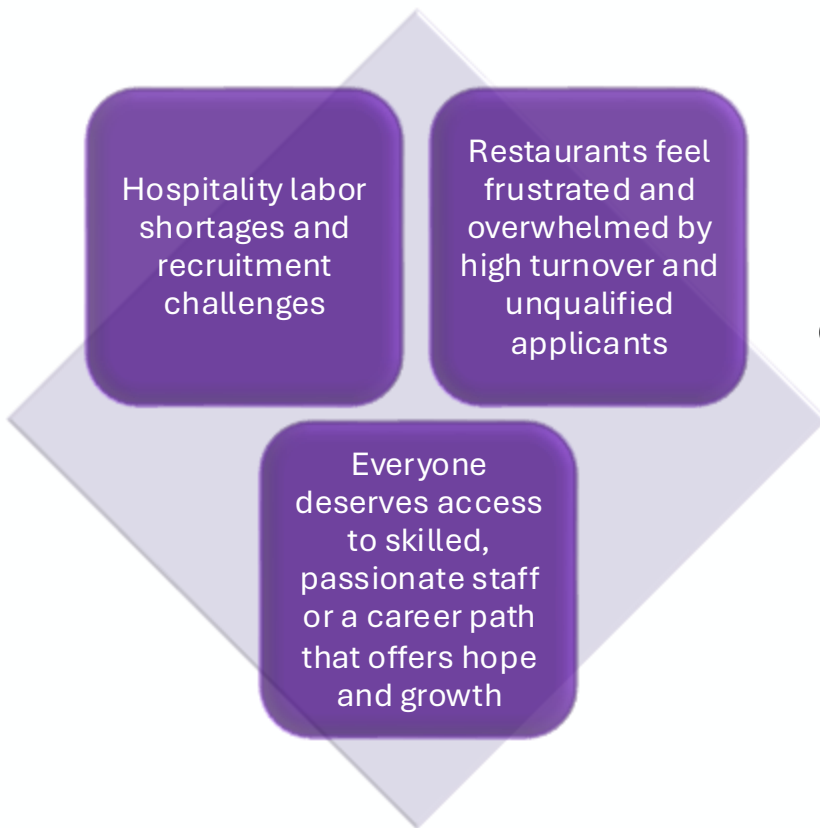 Hospitality labor
shortages and
recruitment
challenges
Restaurants feel
frustrated and
overwhelmed by
high turnover and
unqualified
applicants
Everyone
deserves access
to skilled,
passionate staff
or a career path
that offers hope
and growth